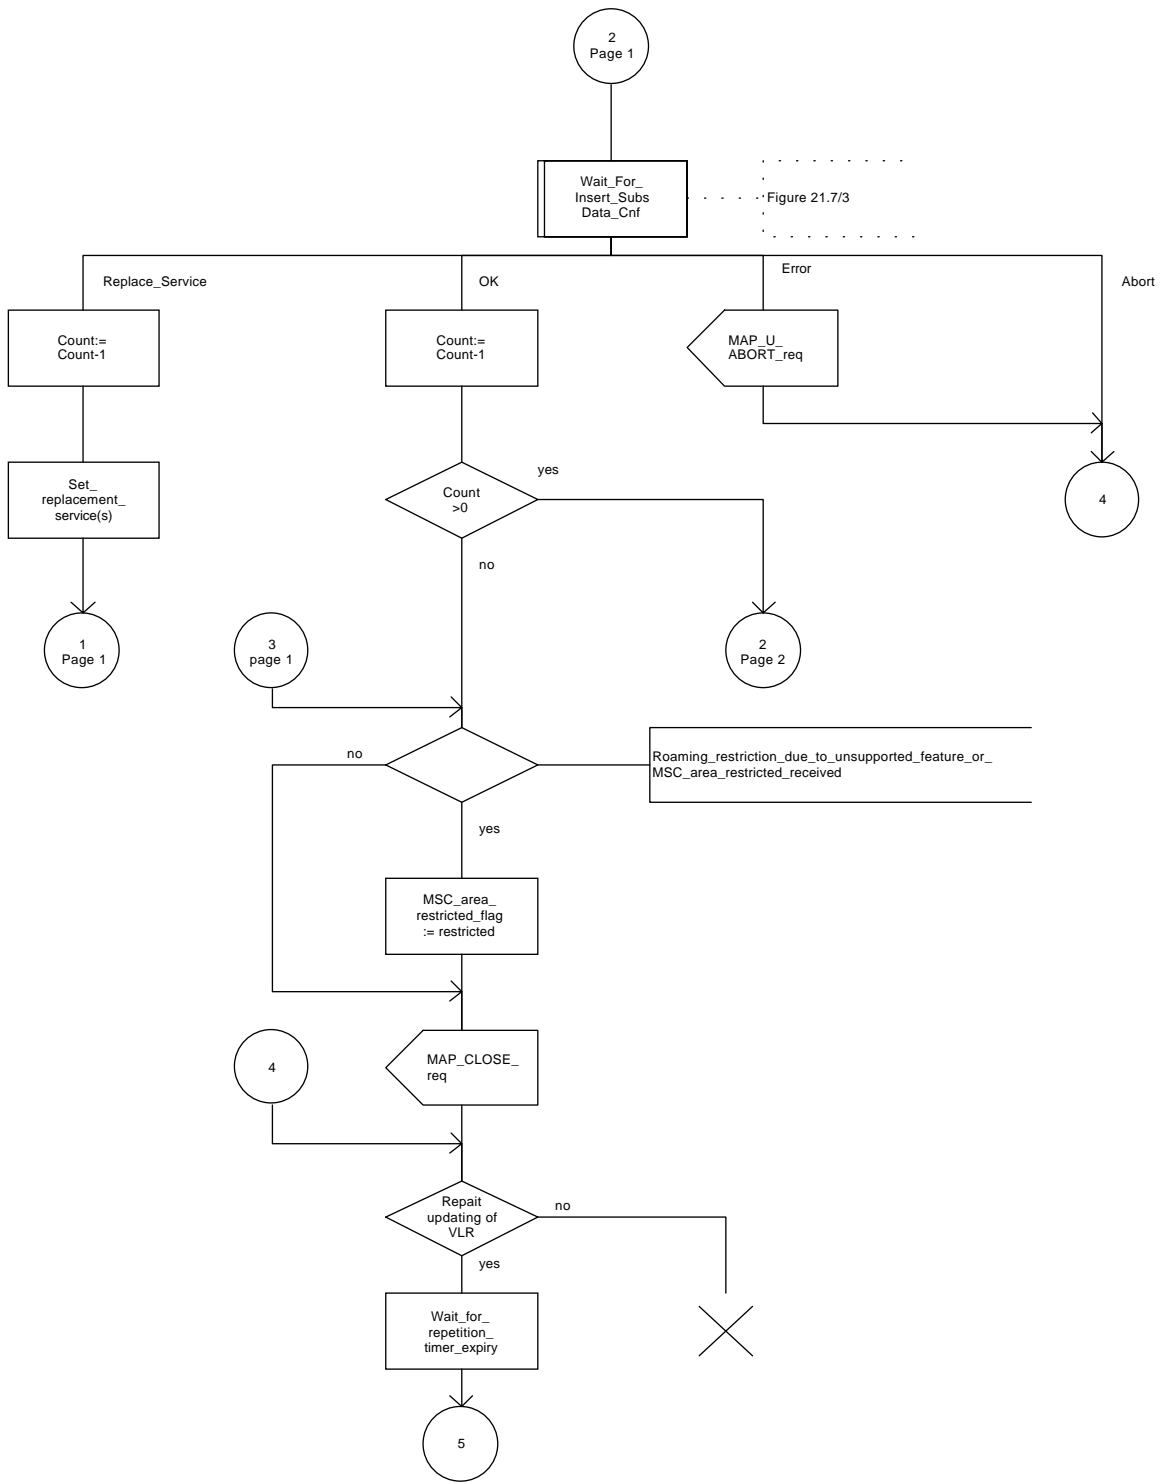 2
Page 1
Wait_For_
Insert_Subs
Data_Cnf
Figure 21.7/3
Replace_Service
OK
Error
Abort
Count:=
Count-1
Count:=
Count-1
MAP_U_
ABORT_req
Set_
replacement_
service(s)
Count
>0
yes
no
4
1
Page 1
3
page 1
2
Page 2
no
Roaming_restriction_due_to_unsupported_feature_or_
MSC_area_restricted_received
yes
MSC_area_
restricted_flag
:= restricted
4
MAP_CLOSE_
req
Repait
updating of
VLR
no
yes
Wait_for_
repetition_
timer_expiry
5